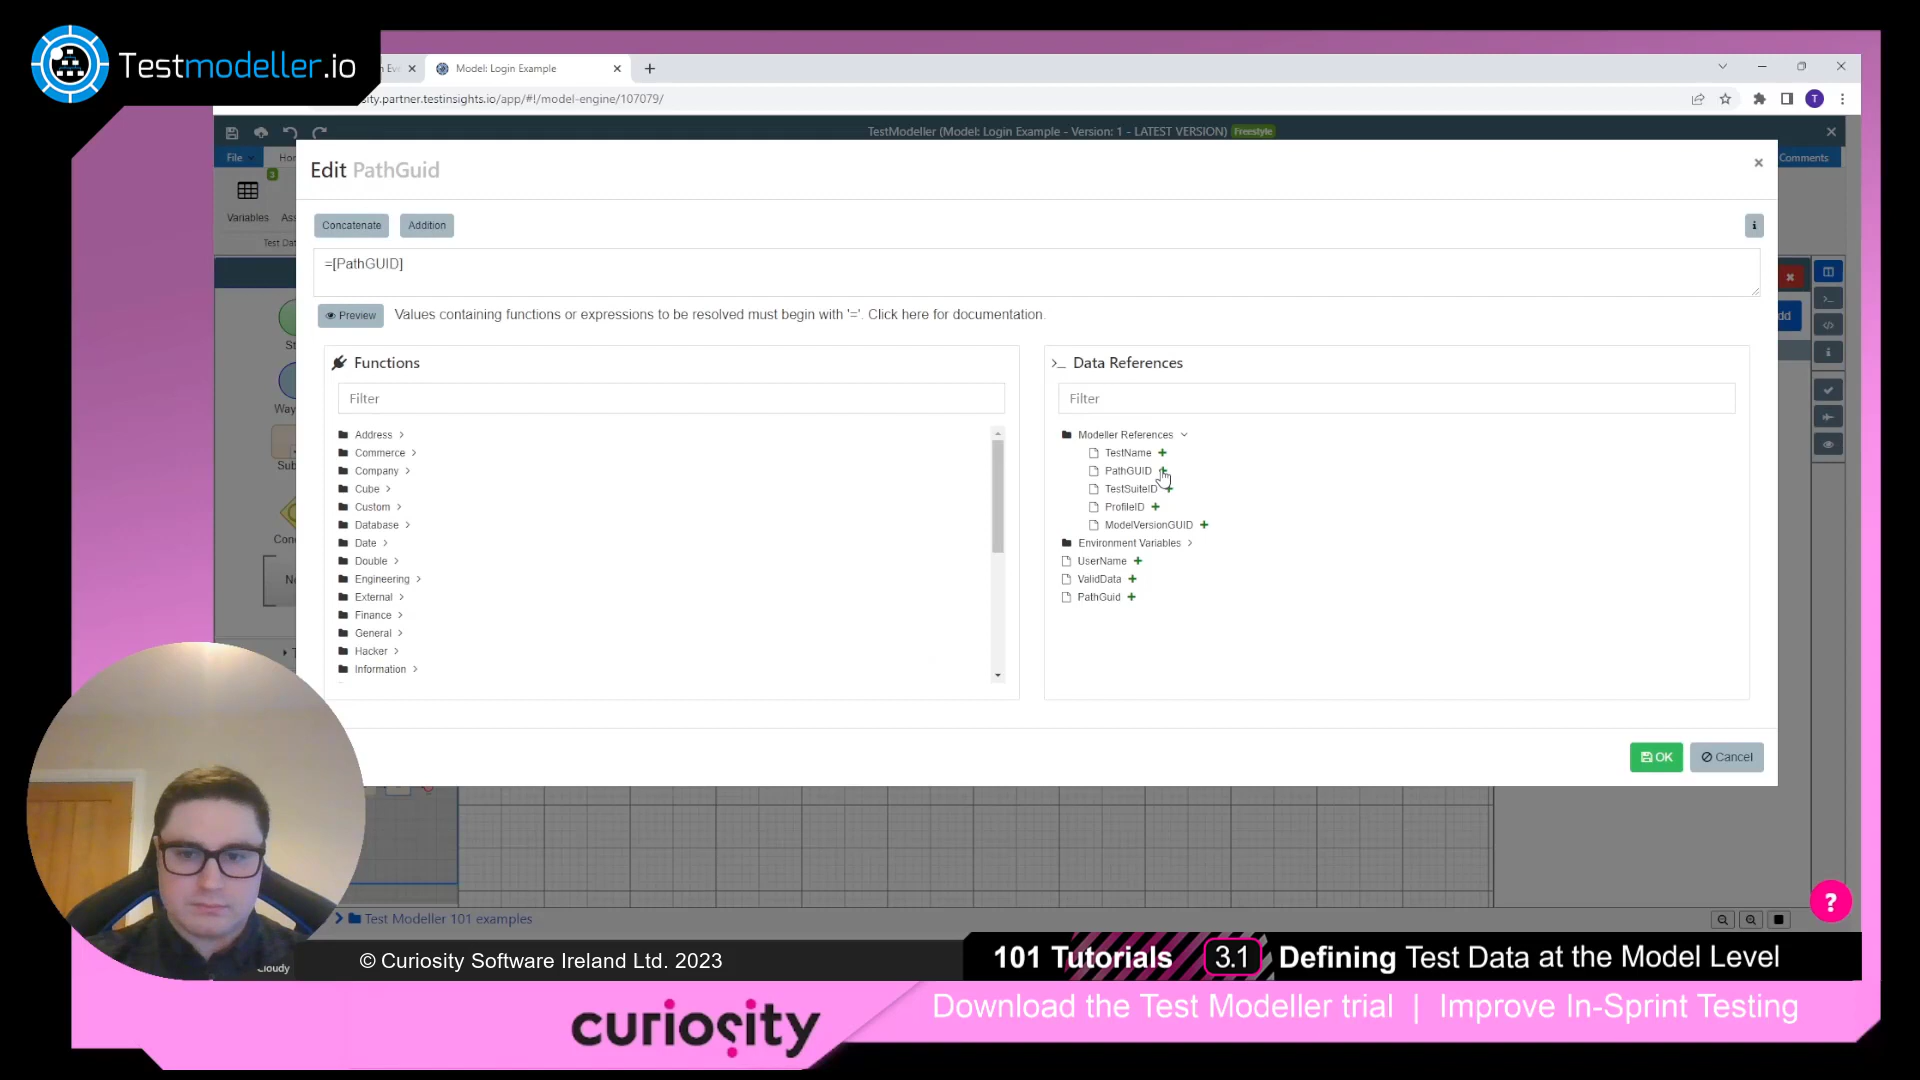 Testmodeller.io
Model: Login Example
sity.partner.testinsights.io/app/#!/model-engine/107079/
T
TestModeller (Model: Login Example - Version: 1 - LATEST VERSION) Freestyle
File
Comments
3
Variables
Test Dat
Edit PathGuid
Concatenate Addition
=[PathGUID]
Preview Values containing functions or expressions to be resolved must begin with '='. Click here for documentation.
Functions
Filter
Address
Commerce
Company
Cube
Custom
Database
Date
Double
Engineering
External
Finance
General
Hacker
Information
Data References
Filter
Modeller References
TestName
PathGUID
TestSuiteID
ProfileID
ModelVersionGUID
Environment Variables
UserName
ValidData
PathGuid
OK Cancel
Test Modeller 101 examples
?
Cloudy
© Curiosity Software Ireland Ltd. 2023
101 Tutorials 3.1 Defining Test Data at the Model Level
curiosity
Download the Test Modeller trial | Improve In-Sprint Testing